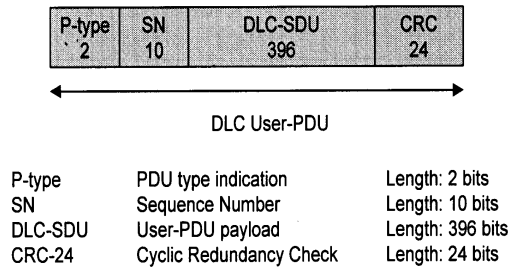 P-type SN DLC-SDU CRC
2 10 396 24
DLC User-PDU
P-type PDU type indication Length: 2 bits
SN Sequence Number Length: 10 bits
DLC-SDU User-PDU payload Length: 396 bits
CRC-24 Cyclic Redundancy Check Length: 24 bits